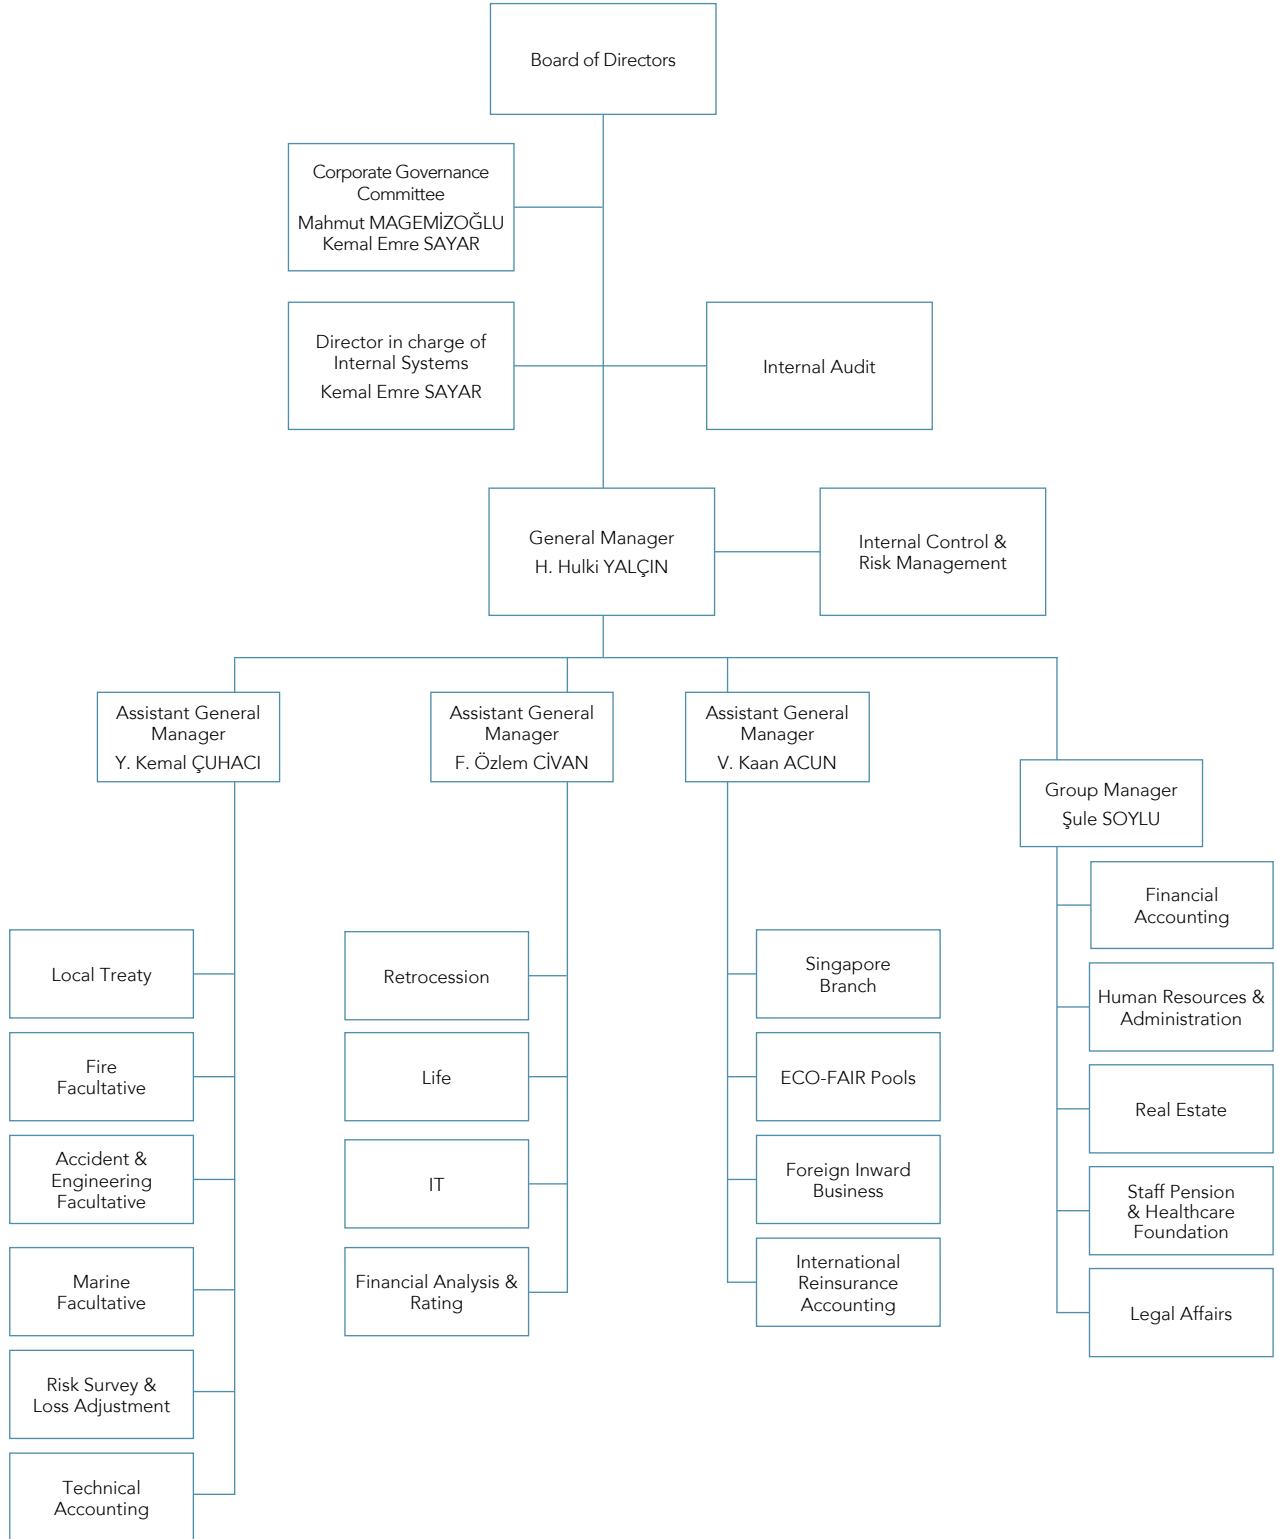 Board of Directors
Corporate Governance
Committee
Mahmut MAGEMİZOĞLU
Kemal Emre SAYAR
Director in charge of
Internal Systems
Kemal Emre SAYAR
Internal Audit
General Manager
H. Hulki YALÇIN
Internal Control &
Risk Management
Assistant General
Manager
Y. Kemal ÇUHACI
Assistant General
Manager
F. Özlem CİVAN
Assistant General
Manager
V. Kaan ACUN
Group Manager
Şule SOYLU
Local Treaty
Fire
Facultative
Accident &
Engineering
Facultative
Marine
Facultative
Risk Survey &
Loss Adjustment
Technical
Accounting
Retrocession
Life
IT
Financial Analysis &
Rating
Singapore
Branch
ECO-FAIR Pools
Foreign Inward
Business
International
Reinsurance
Accounting
Financial
Accounting
Human Resources &
Administration
Real Estate
Staff Pension
& Healthcare
Foundation
Legal Affairs